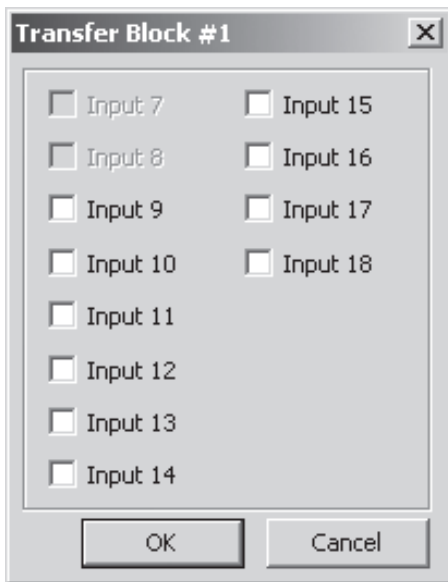 Transfer Block #1
Input 7
Input 8
Input 9
Input 10
Input 11
Input 12
Input 13
Input 14
Input 15
Input 16
Input 17
Input 18
OK
Cancel